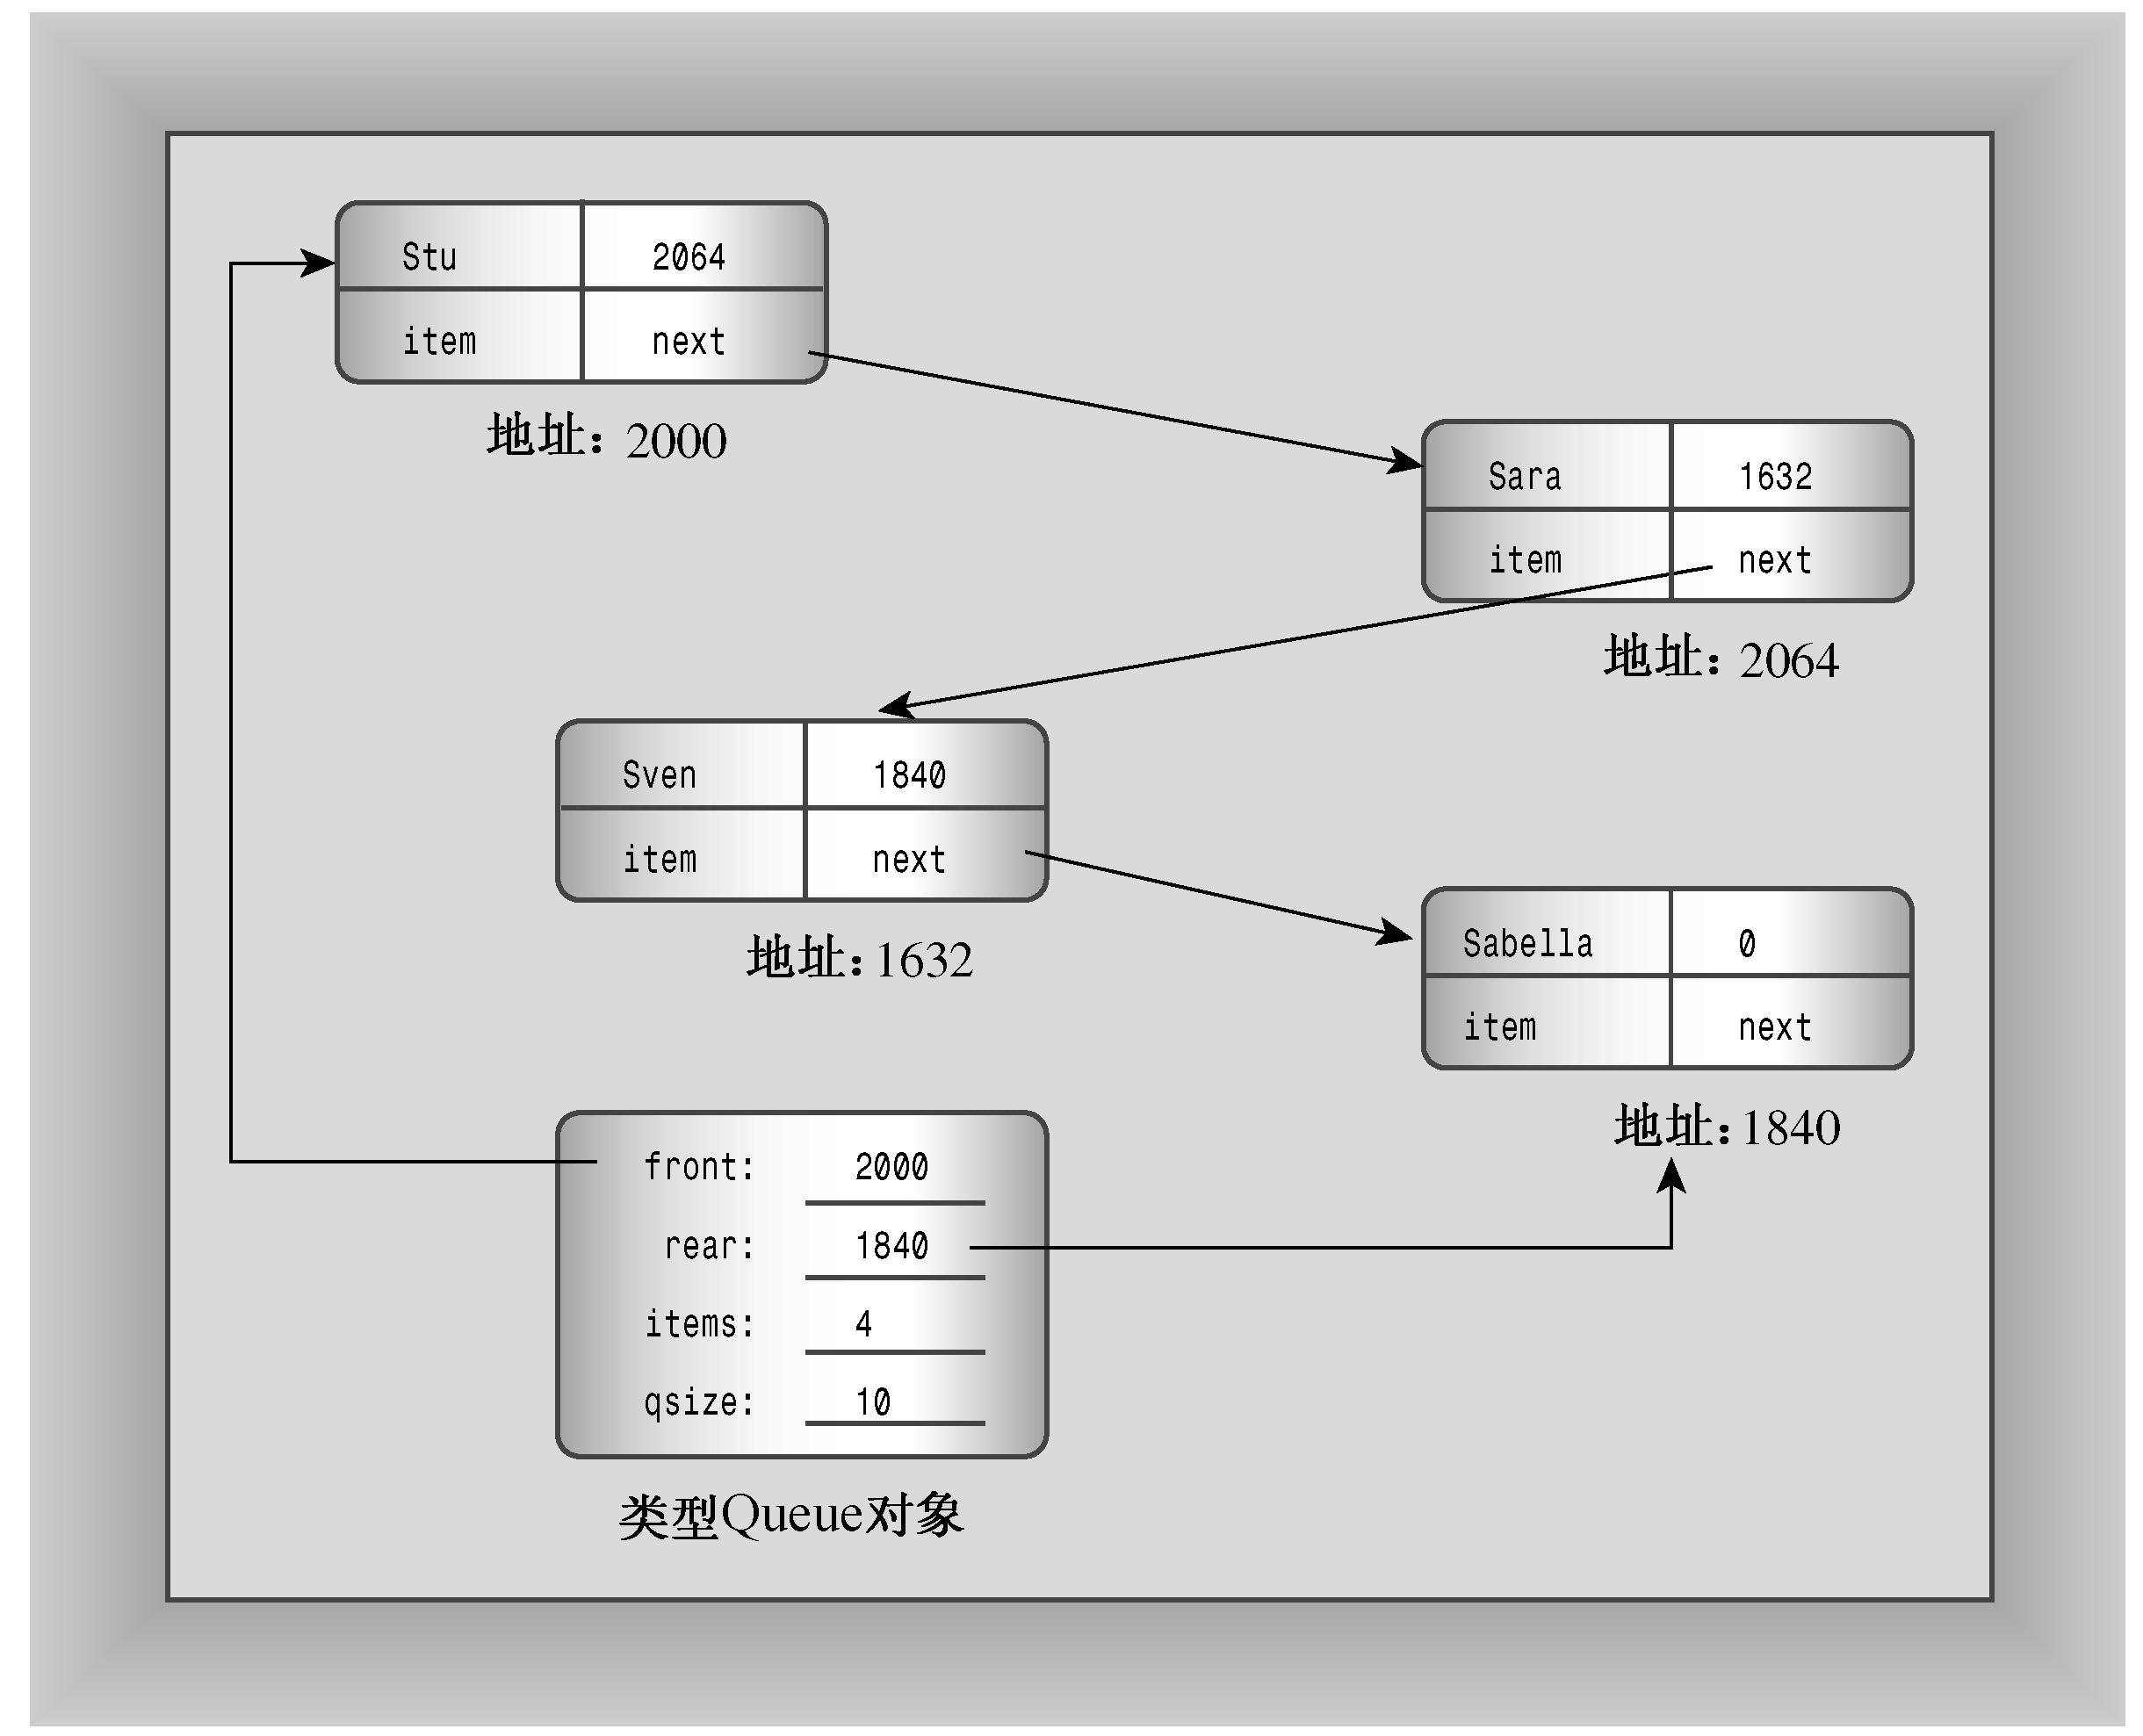 Stu 2064
item next
地址：2000
Sara 1632
item next
地址：2064
Sven 1840
item next
地址：1632
Sabella 0
item next
地址：1840
front: 2000
rear: 1840
items: 4
qsize: 10
类型Queue对象